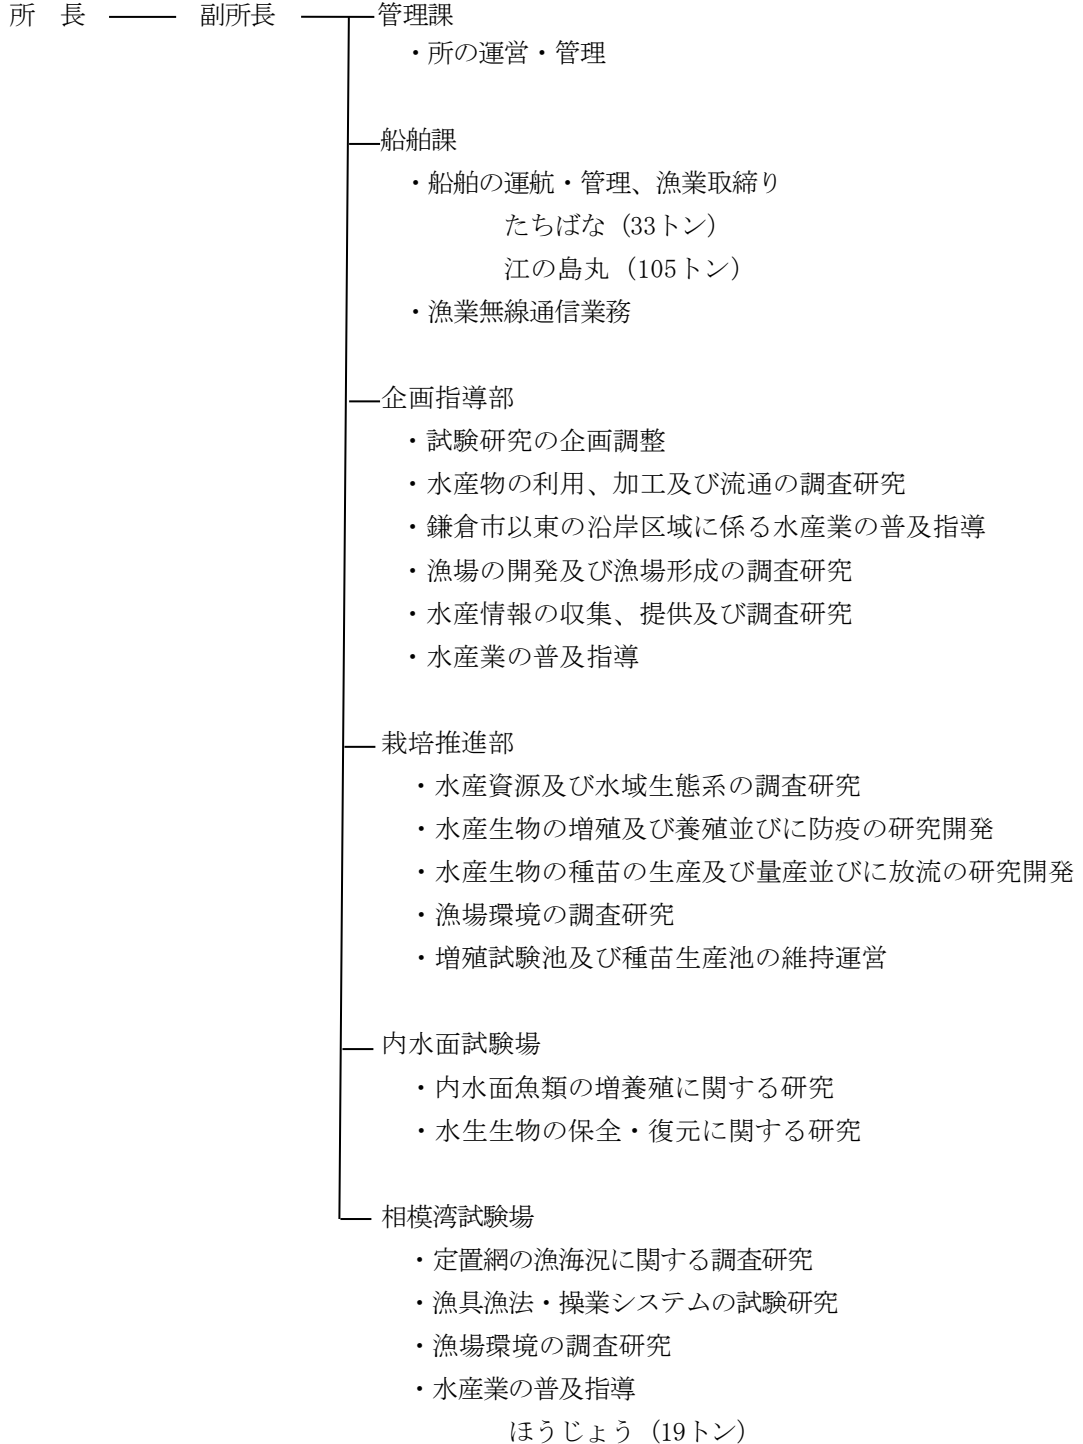 所　長　副所長　管理課
・所の運営・管理
船舶課
・船舶の運航・管理、漁業取締り
たちばな（33トン）
江の島丸（105トン）
・漁業無線通信業務
企画指導部
・試験研究の企画調整
・水産物の利用、加工及び流通の調査研究
・鎌倉市以東の沿岸区域に係る水産業の普及指導
・漁場の開発及び漁場形成の調査研究
・水産情報の収集、提供及び調査研究
・水産業の普及指導
栽培推進部
・水産資源及び水域生態系の調査研究
・水産生物の増殖及び養殖並びに防疫の研究開発
・水産生物の種苗の生産及び量産並びに放流の研究開発
・漁場環境の調査研究
・増殖試験池及び種苗生産池の維持運営
内水面試験場
・内水面魚類の増養殖に関する研究
・水生生物の保全・復元に関する研究
相模湾試験場
・定置網の漁海況に関する調査研究
・漁具漁法・操業システムの試験研究
・漁場環境の調査研究
・水産業の普及指導
ほうじょう（19トン）